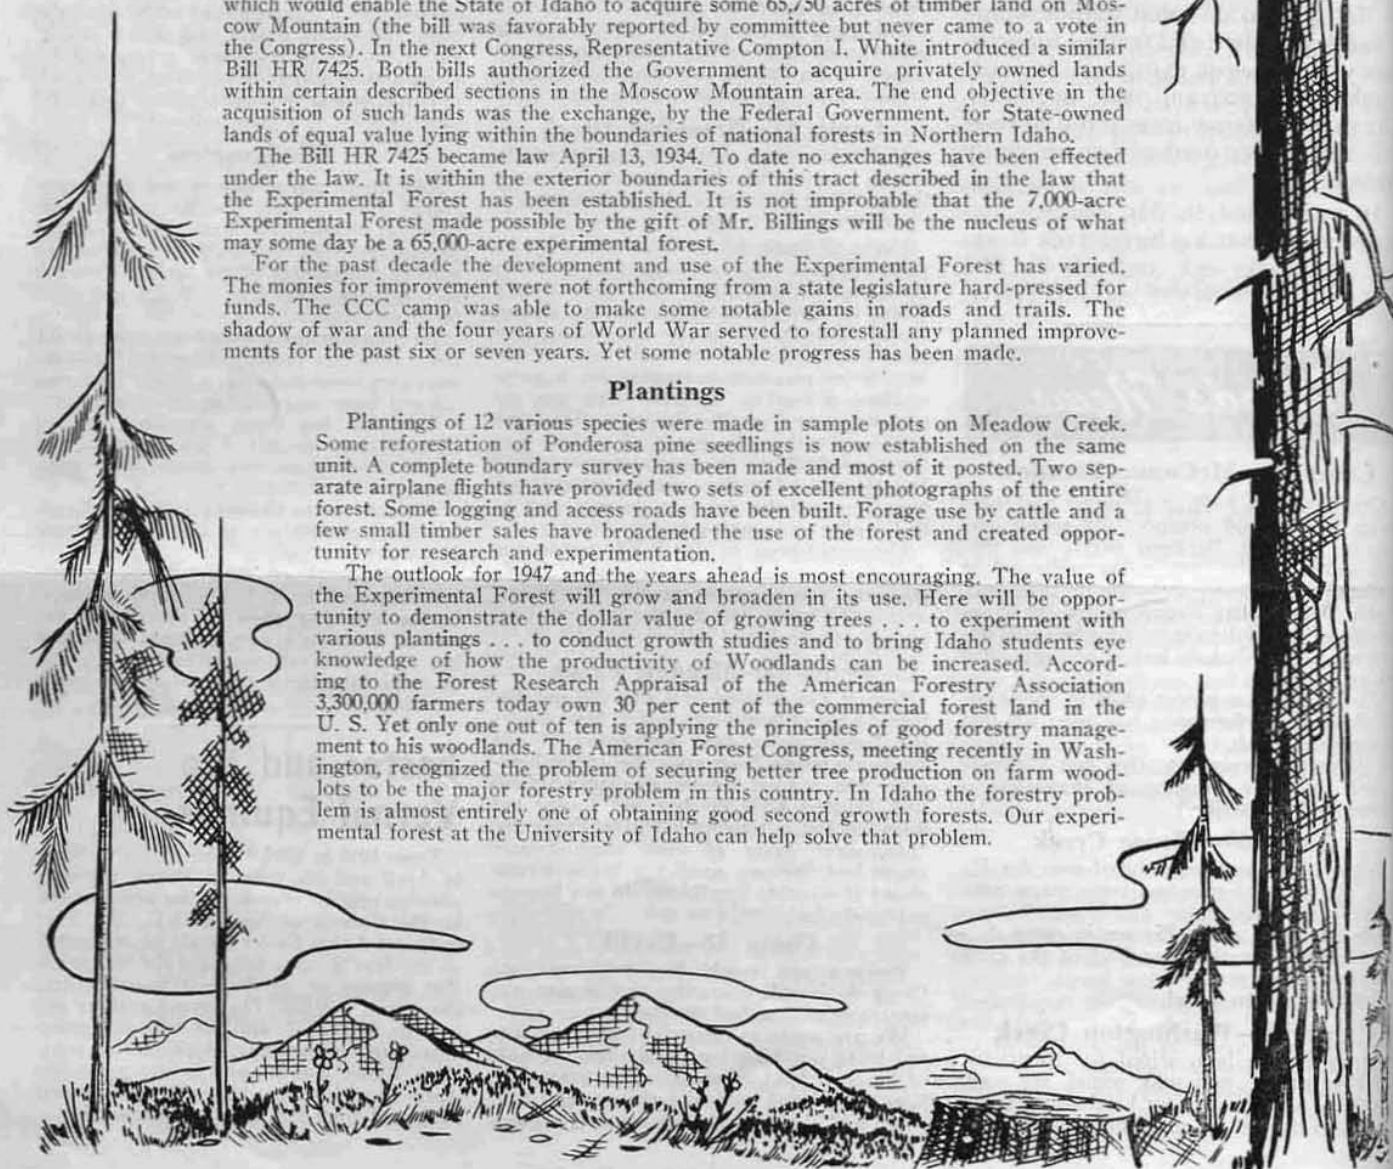 which would enable the State of Idaho to acquire some 65,750 acres of timber land on Mos-
cow Mountain (the bill was favorably reported by committee but never came to a vote in
the Congress). In the next Congress, Representative Compton I. White introduced a similar
Bill HR 7425. Both bills authorized the Government to acquire privately owned lands
within certain described sections in the Moscow Mountain area. The end objective in the
acquisition of such lands was the exchange, by the Federal Government, for State-owned
lands of equal value lying within the boundaries of national forests in Northern Idaho.
The Bill HR 7425 became law April 13, 1934. To date no exchanges have been effected
under the law. It is within the exterior boundaries of this tract described in the law that
the Experimental Forest has been established. It is not improbable that the 7,000-acre
Experimental Forest made possible by the gift of Mr. Billings will be the nucleus of what
may some day be a 65,000-acre experimental forest.
For the past decade the development and use of the Experimental Forest has varied.
The monies for improvement were not forthcoming from a state legislature hard-pressed for
funds. The CCC camp was able to make some notable gains in roads and trails. The
shadow of war and the four years of World War served to forestall any planned improve-
ments for the past six or seven years. Yet some notable progress has been made.
Plantings
Plantings of 12 various species were made in sample plots on Meadow Creek.
Some reforestation of Ponderosa pine seedlings is now established on the same
unit. A complete boundary survey has been made and most of it posted. Two sep-
arate airplane flights have provided two sets of excellent photographs of the entire
forest. Some logging and access roads have been built. Forage use by cattle and a
few small timber sales have broadened the use of the forest and created oppor-
tunity for research and experimentation.
The outlook for 1947 and the years ahead is most encouraging. The value of
the Experimental Forest will grow and broaden in its use. Here will be oppor-
tunity to demonstrate the dollar value of growing trees . . . to experiment with
various plantings . . . to conduct growth studies and to bring Idaho students eye
knowledge of how the productivity of Woodlands can be increased. Accord-
ing to the Forest Research Appraisal of the American Forestry Association
3,300,000 farmers today own 30 per cent of the commercial forest land in the
U. S. Yet only one out of ten is applying the principles of good forestry manage-
ment to his woodlands. The American Forest Congress, meeting recently in Wash-
ington, recognized the problem of securing better tree production on farm wood-
lots to be the major forestry problem in this country. In Idaho the forestry prob-
lem is almost entirely one of obtaining good second growth forests. Our experi-
mental forest at the University of Idaho can help solve that problem.